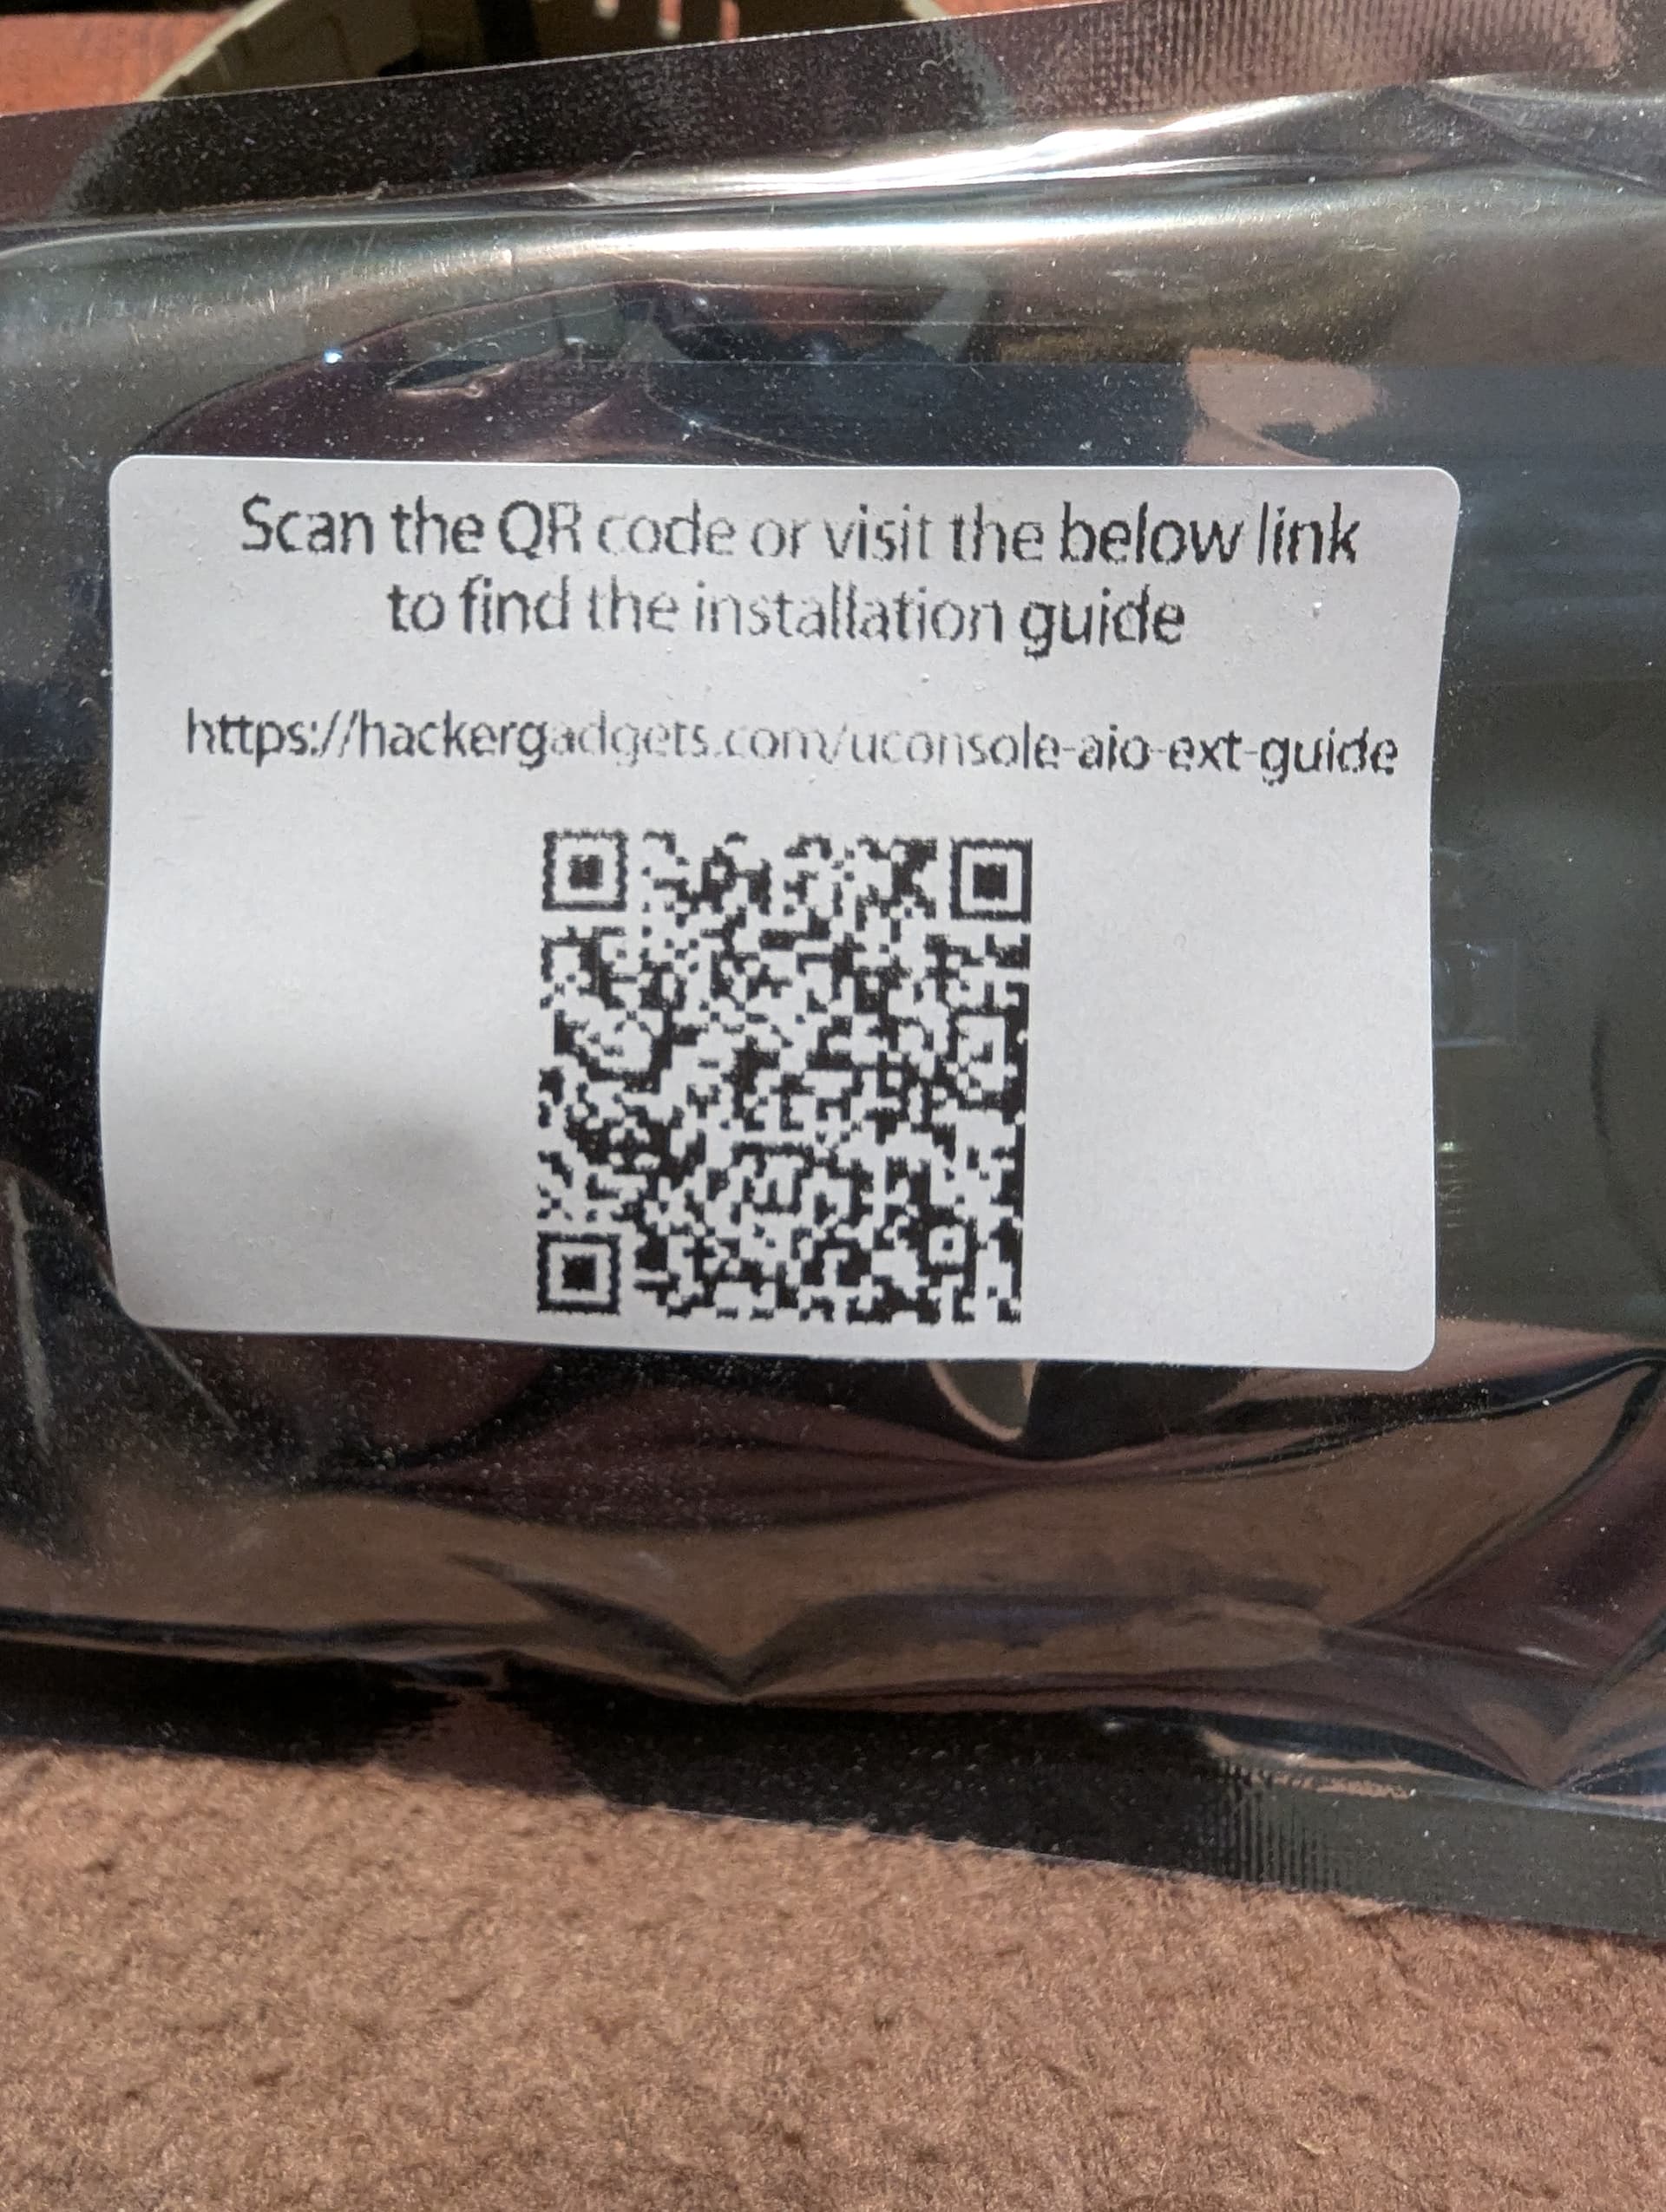 Scan the QR code or visit the below link
to find the installation guide
https://hackergadgets.com/uconsole-aio-ext-guide